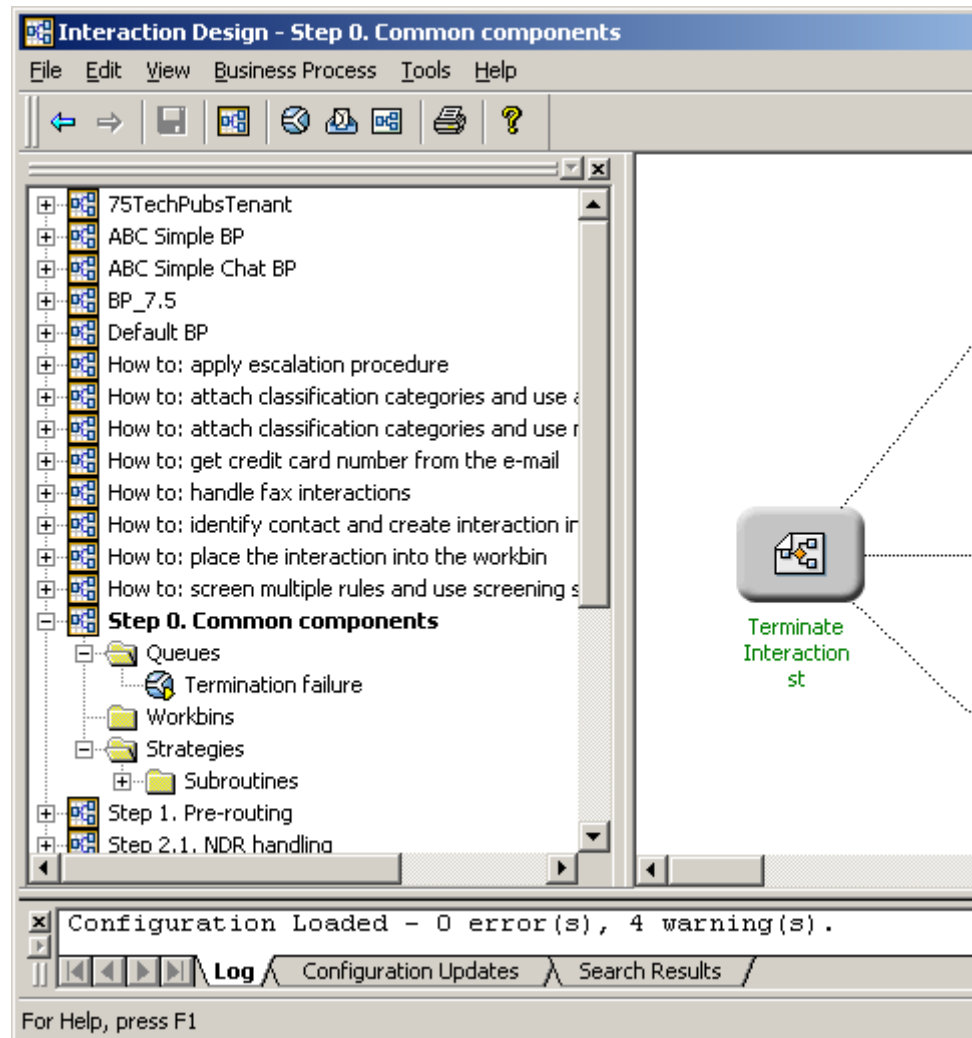 Interaction Design - Step 0. Common components
File Edit View Business Process Tools Help
75TechPubsTenant
ABC Simple BP
ABC Simple Chat BP
BP_7.5
Default BP
How to: apply escalation procedure
How to: attach classification categories and use
How to: attach classification categories and use
How to: get credit card number from the e-mail
How to: handle fax interactions
How to: identify contact and create interaction
How to: place the interaction into the workbin
How to: screen multiple rules and use screening
Step 0. Common components
Queues
Termination failure
Workbins
Strategies
Subroutines
Step 1. Pre-routing
Step 2.1. NDR handling
Terminate
Interaction
st
Configuration Loaded - 0 error(s), 4 warning(s).
Log Configuration Updates Search Results
For Help, press F1